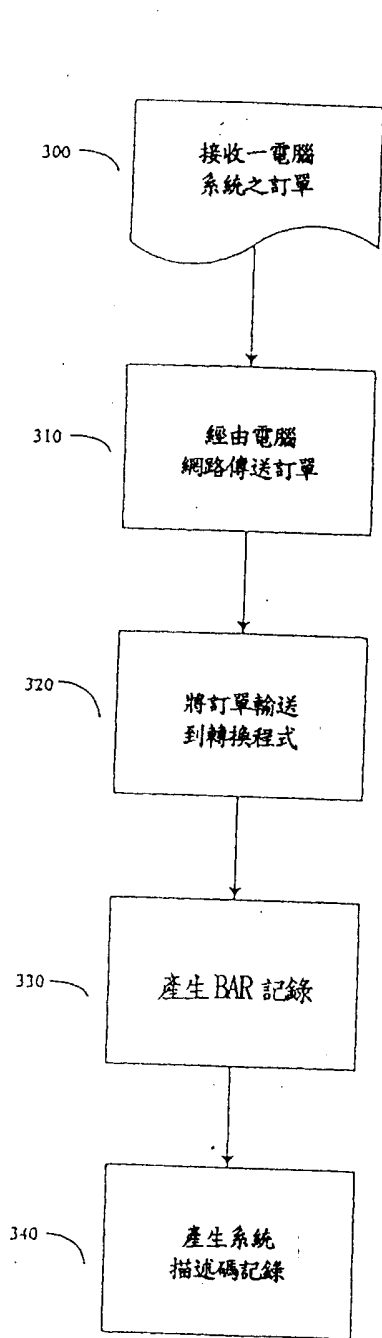 300
接收一電腦
系統之訂單
310
經由電腦
網路傳送訂單
320
將訂單輸送
到轉換程式
330
產生BAR記錄
340
產生系統
描述碼記錄